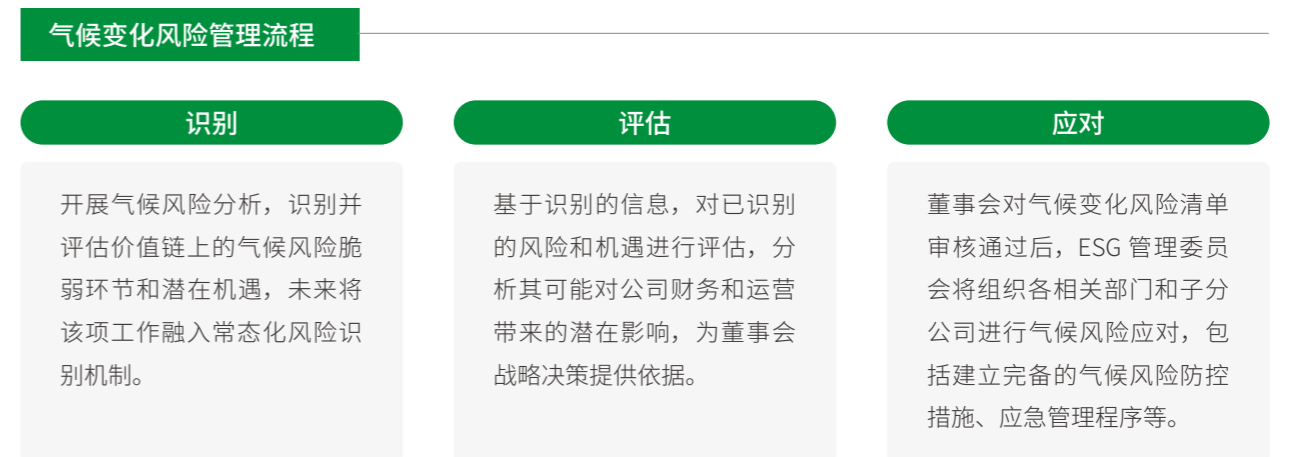 气候变化风险管理流程
识别
开展气候风险分析，识别并
评估价值链上的气候风险脆
弱环节和潜在机遇，未来将
该项工作融入常态化风险识
别机制。
评估
基于识别的信息，对已识别
的风险和机遇进行评估，分
析其可能对公司财务和运营
带来的潜在影响，为董事会
战略决策提供依据。
应对
董事会对气候变化风险清单
审核通过后，ESG 管理委员
会将组织各相关部门和子分
公司进行气候风险应对，包
括建立完备的气候风险防控
措施、应急管理程序等。